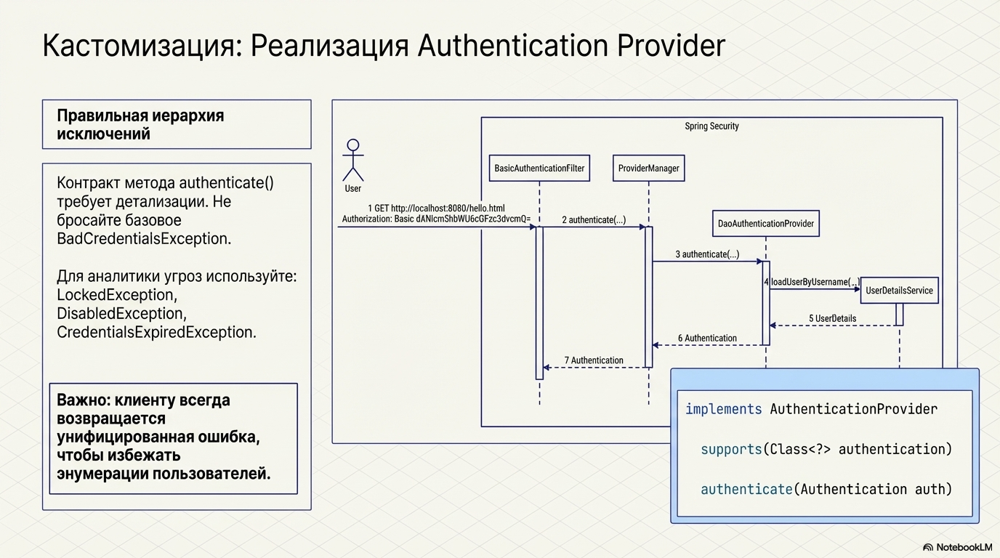 Кастомизация: Реализация Authentication Provider
Правильная иерархия
исключений
Контракт метода authenticate()
требует детализации. Не
бросайте базовое
BadCredentialsException.
Для аналитики угроз используйте:
LockedException,
DisabledException,
CredentialsExpiredException.
Важно: клиенту всегда
возвращается
унифицированная ошибка,
чтобы избежать
энумерации пользователей.
Spring Security
User
BasicAuthenticationFilter
ProviderManager
DaoAuthenticationProvider
UserDetailsService
1 GET http://localhost:8080/hello.html
Authorization: Basic
2 authenticate(...)
3 authenticate(...)
4 loadUserByUsername(...)
5 UserDetails
6 Authentication
7 Authentication
implements AuthenticationProvider
supports(Class<?> authentication)
authenticate(Authentication auth)
NotebookLM